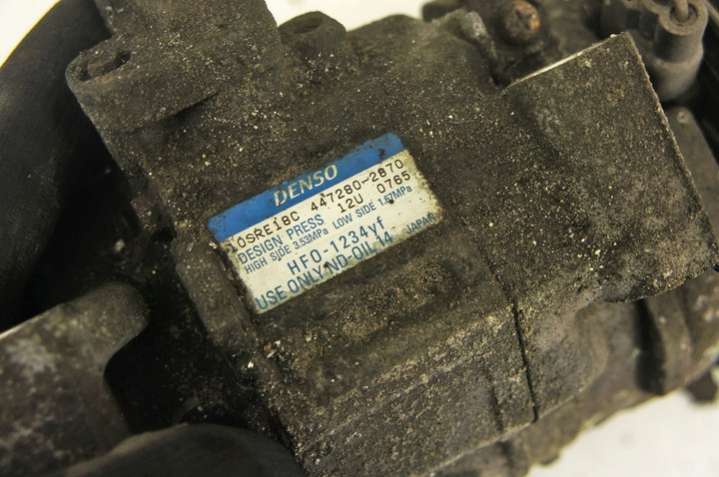 DENSO
10SRE18C 447280-2870
DESIGN PRESS 12U 0765
HIGH SIDE 3.53MPa LOW SIDE 1.67MPa
HFO-1234yf
USE ONLY ND-OIL 14 JAPAN